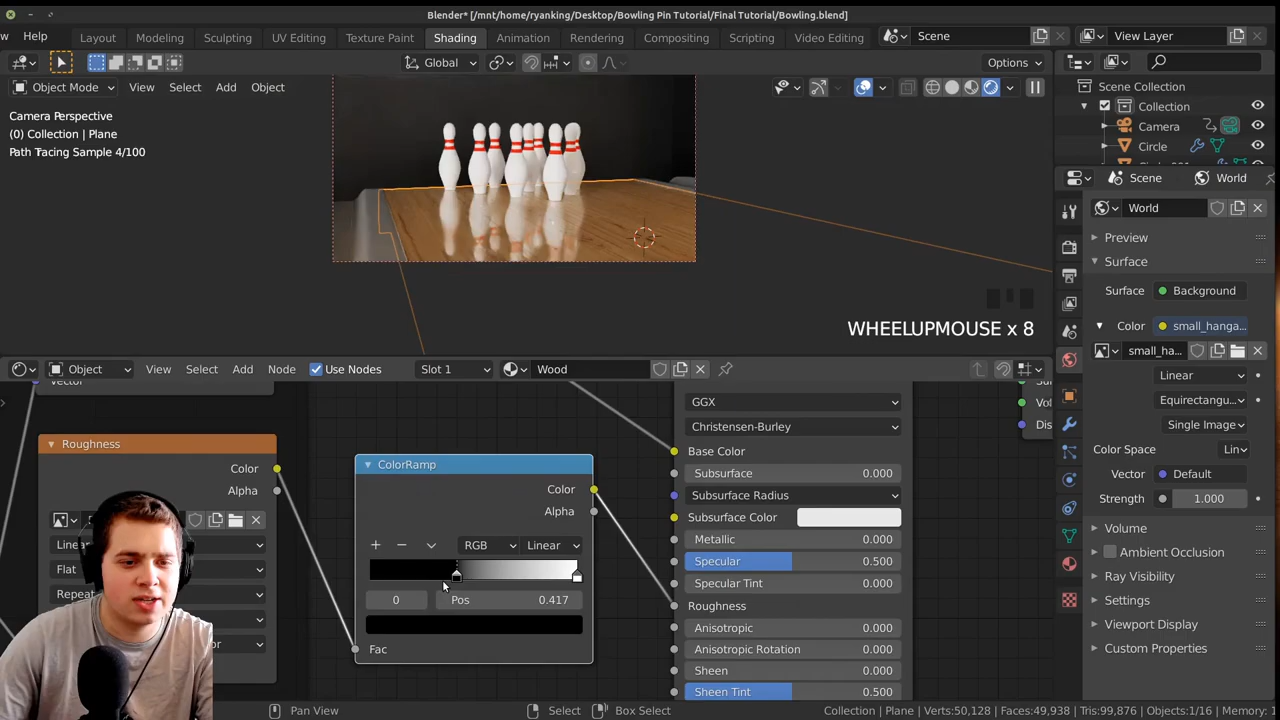 Blender* [/mnt/home/ryanking/Desktop/Bowling Pin Tutorial/Final Tutorial/Bowling.blend]
w Help Layout Modeling Sculpting UV Editing Texture Paint Shading Animation Rendering Compositing Scripting Video Editing Scene View Layer
Global Options
Object Mode View Select Add Object
Camera Perspective
(0) Collection | Plane
Path Tracing Sample 4/100
WHEELUPMOUSE x 8
Scene Collection
Collection
Camera
Circle
Scene World
World
Preview
Surface
Surface Background
Color small_hanga...
small_ha...
Linear
Equirectangu...
Single Image
Color Space Lin
Vector Default
Strength 1.000
Volume
Ambient Occlusion
Ray Visibility
Settings
Viewport Display
Custom Properties
Object View Select Add Node Use Nodes Slot 1 Wood
Vector
Roughness
Color
Alpha
Linear
Flat
Repeat
ColorRamp
Color
Alpha
RGB Linear
0 Pos 0.417
Fac
GGX
Christensen-Burley
Base Color
Subsurface 0.000
Subsurface Radius
Subsurface Color
Metallic 0.000
Specular 0.500
Specular Tint 0.000
Roughness
Anisotropic 0.000
Anisotropic Rotation 0.000
Sheen 0.000
Sheen Tint 0.500
Vol
Dis
Pan View Select Box Select Collection | Plane | Verts:50,128 | Faces:49,938 | Tris:99,876 | Objects:1/16 | Memory: 1